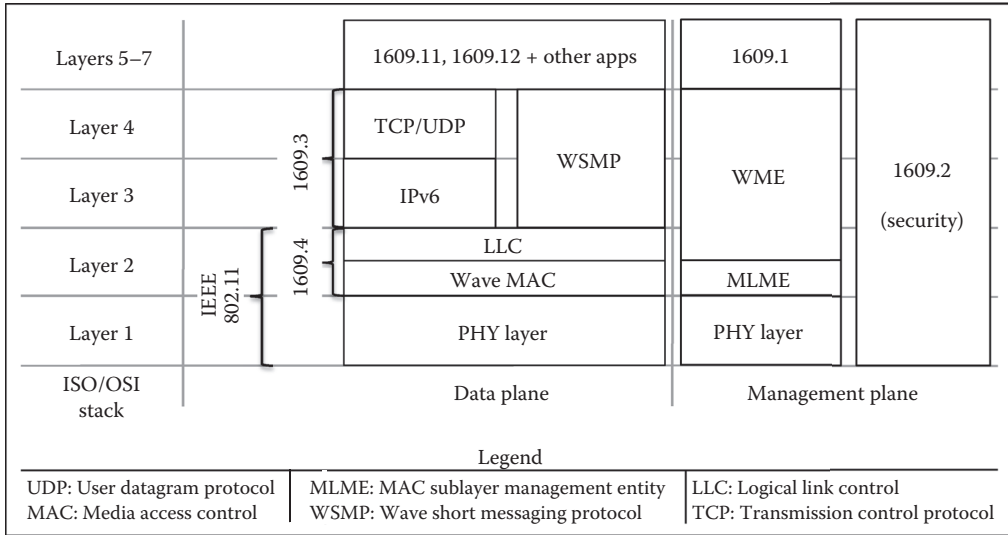 Layers 5–7
1609.11, 1609.12 + other apps
1609.1
Layer 4
1609.3
TCP/UDP
WSMP
WME
1609.2
(security)
Layer 3
IPv6
Layer 2
IEEE
802.11
1609.4
LLC
Wave MAC
MLME
Layer 1
PHY layer
PHY layer
ISO/OSI
stack
Data plane
Management plane
Legend
UDP: User datagram protocol
MAC: Media access control
MLME: MAC sublayer management entity
WSMP: Wave short messaging protocol
LLC: Logical link control
TCP: Transmission control protocol